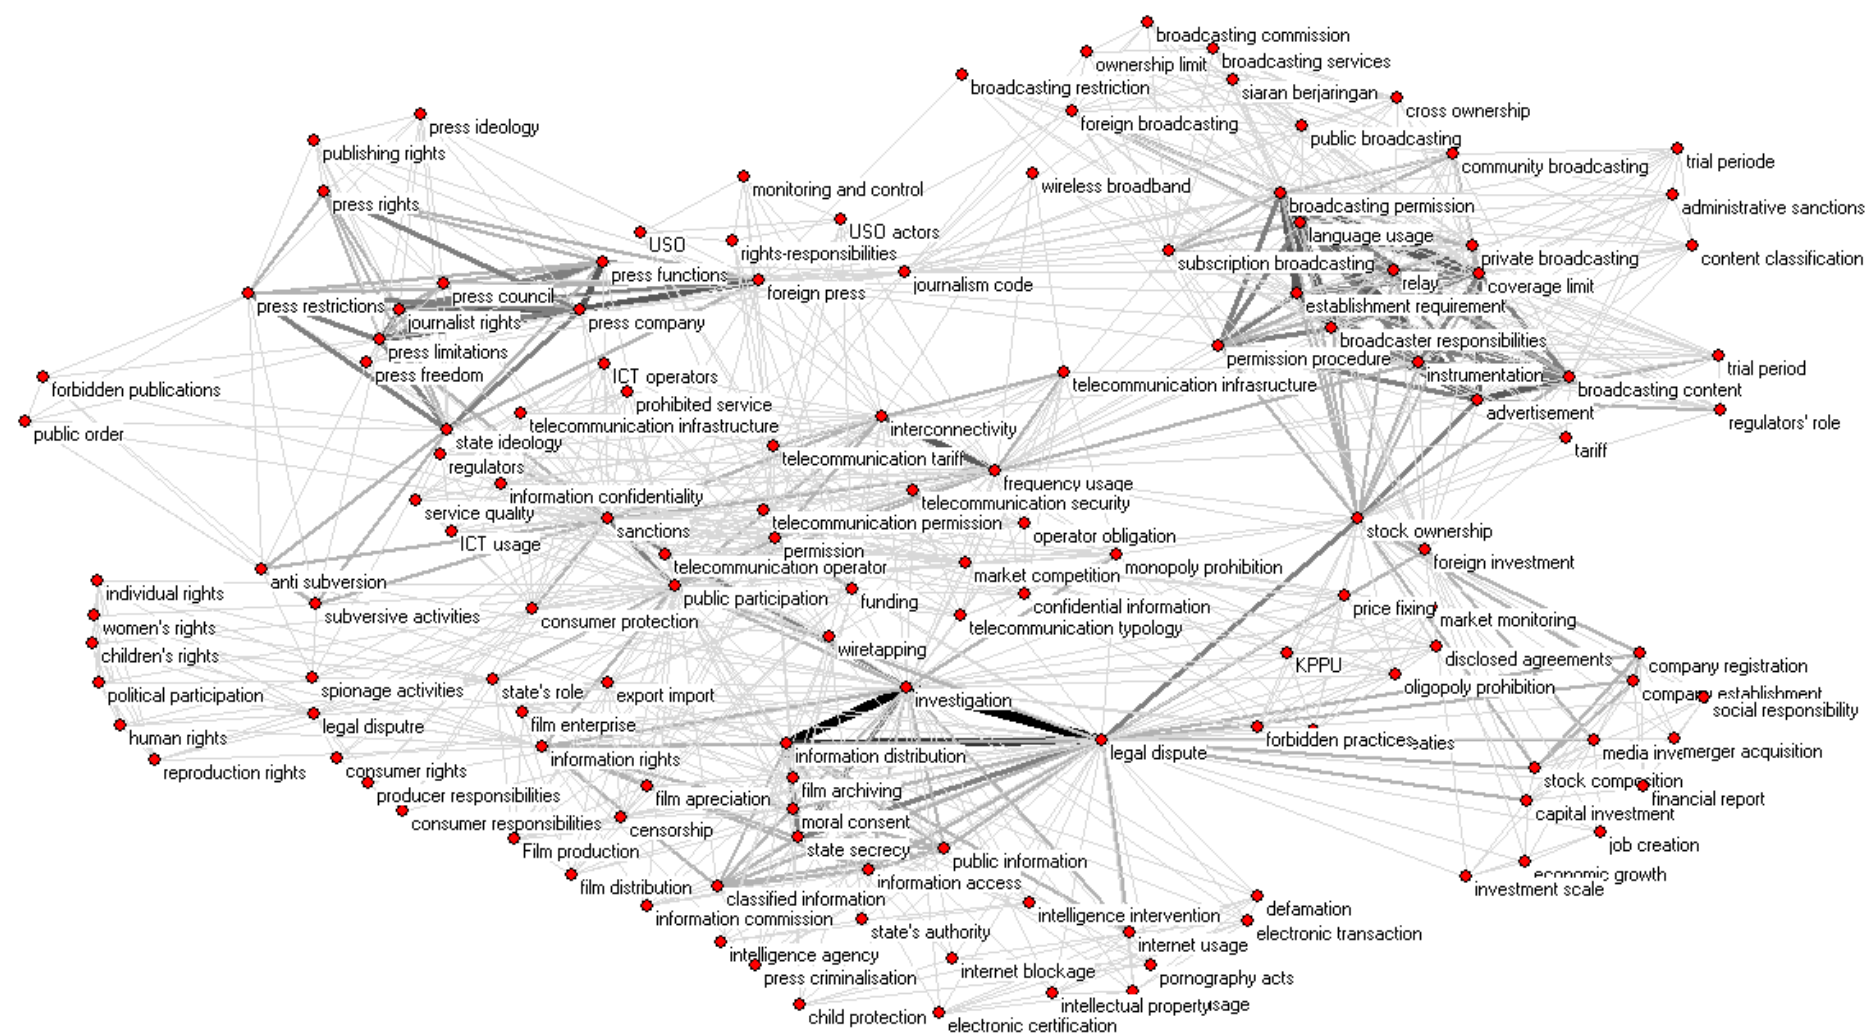 broadcasting commission
ownership limit
broadcasting services
broadcasting restriction
siaran berjaringan
cross ownership
press ideology
foreign broadcasting
public broadcasting
publishing rights
community broadcasting
trial periode
monitoring and control
wireless broadband
press rights
broadcasting permission
administrative sanctions
USO actors
language usage
USO
rights-responsibilities
subscription broadcasting
private broadcasting
content classification
press functions
foreign press
journalism code
relay
coverage limit
press restrictions
press council
establishment requirement
journalist rights
press company
broadcaster responsibilities
press limitations
permission procedure
trial period
press freedom
ICT operators
telecommunication infrasructure
instrumentation
broadcasting content
forbidden publications
prohibited service
advertisement
regulators' role
public order
telecommunication infrastructure
interconnectivity
state ideology
tariff
regulators
telecommunication tariff
frequency usage
information confidentiality
telecommunication security
service quality
sanctions
telecommunication permission
operator obligation
stock ownership
ICT usage
permission
foreign investment
telecommunication operator
market competition
monopoly prohibition
anti subversion
individual rights
public participation
funding
confidential information
price fixing
market monitoring
subversive activities
consumer protection
women's rights
telecommunication typology
wiretapping
children's rights
KPPU
disclosed agreements
company registration
political participation
spionage activities
state's role
export import
investigation
oligopoly prohibition
company establishment
social responsibility
legal disputre
film enterprise
human rights
information rights
information distribution
legal dispute
forbidden practices
media inve
merger acquisition
reproduction rights
consumer rights
film archiving
stock composition
producer responsibilities
film apreciation
financial report
consumer responsibilities
censorship
moral consent
capital investment
Film production
state secrecy
public information
job creation
film distribution
classified information
information access
economic growth
investment scale
information commission
state's authority
intelligence intervention
defamation
internet usage
electronic transaction
intelligence agency
press criminalisation
internet blockage
pornography acts
child protection
intellectual property
electronic certification